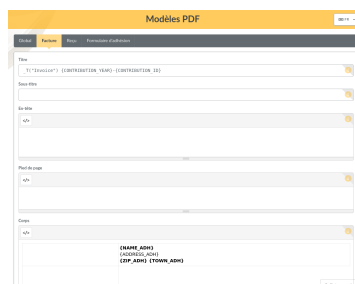 Modèles PDF
Global Facture Reçu Formulaire d'adhésion
Titre
_T("Invoice") {CONTRIBUTION_YEAR}-{CONTRIBUTION_ID}
Sous-titre
En-tête
</>
Pied de page
</>
Corps
</>
{NAME_ADH}
{ADDRESS_ADH}
{ZIP_ADH} {TOWN_ADH}